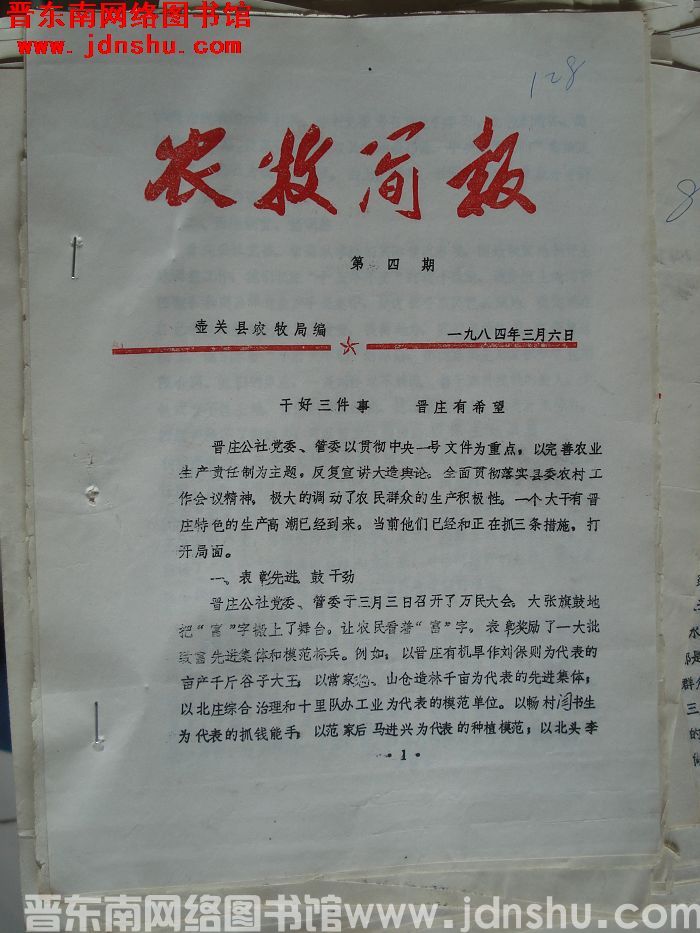 晋东南网络图书馆
www.jdnshu.com
128
农牧简报
第四期
8
壶关县农牧局编
一九八四年三月六日
干好三件事 晋庄有希望
晋庄公社党委、管委以贯彻中央一号文件为重点，以完善农业
生产责任制为主题，反复宣讲大造舆论。全面贯彻落实县委农村工
作会议精神，极大的调动了农民群众的生产积极性。一个大干有晋
庄特色的生产高潮已经到来。当前他们已经和正在抓三条措施，打
开局面。
一、表彰先进，鼓干劲
晋庄公社党委、管委于三月三日召开了万民大会。大张旗鼓地
把“富”字搬上了舞台。让农民看着“富”字，表彰奖励了一大批
致富先进集体和模范标兵。例如；以晋庄有机旱作刘保则为代表的
亩产千斤谷子大王；以常家池、山仓造林千亩为代表的先进集体；
以北庄综合治理和十里队办工业为代表的模范单位。以杨村闫书生
为代表的抓钱能手；以范家后马进兴为代表的种植模范；以北头李
·1·
晋东南网络图书馆www.jdnshu.com